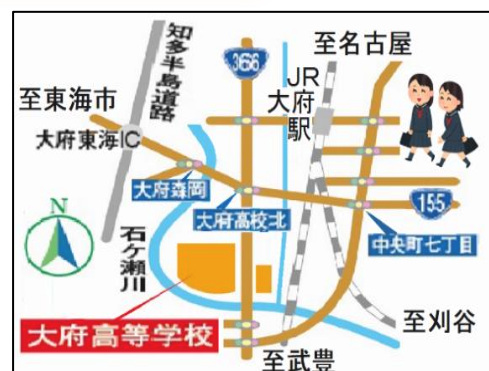 知多半島道路
366
至名古屋
JR
大府駅
至東海市
大府東海IC
大府森岡
大府高校北
155
中央町七丁目
N
石ヶ瀬川
大府高等学校
至刈谷
至武豊